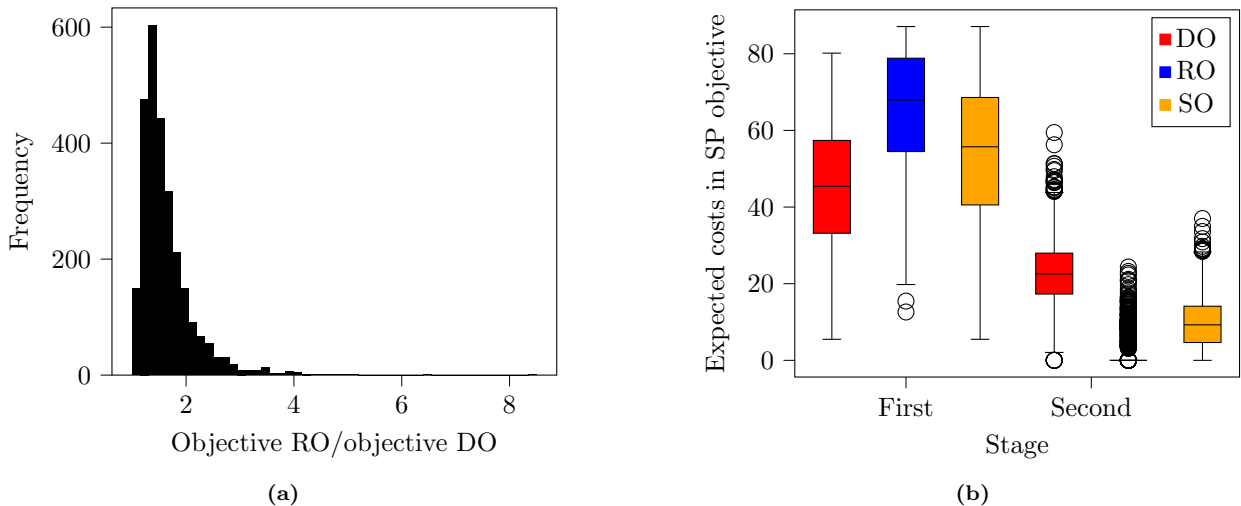 600
400
200
0
Frequency
2
4
6
8
Objective RO/objective DO
(a)
80
60
40
20
0
Expected costs in SP objective
DO
RO
SO
First
Second
Stage
(b)